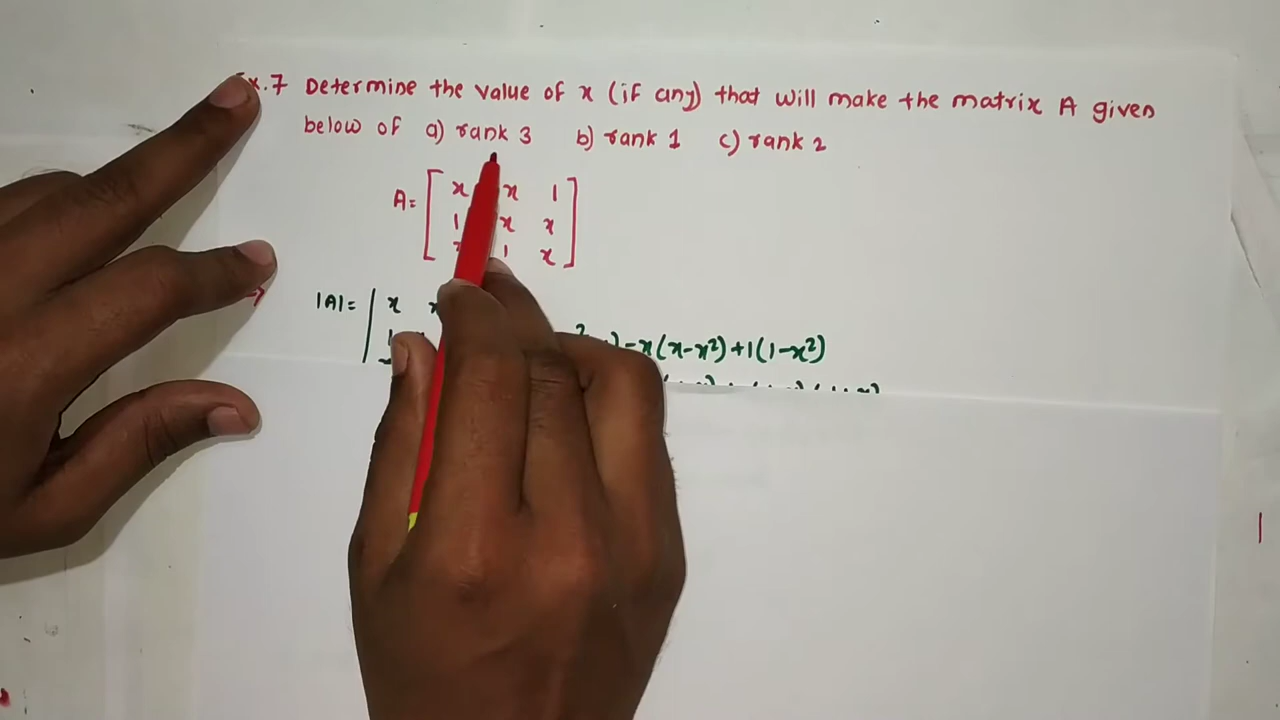 x.7 Determine the value of x (if any) that will make the matrix A given
below of a) rank 3 b) rank 1 c) rank 2
A= [ x x 1
1 x x
1 x ]
|A|= | x
-x(x-x²)+1(1-x²)